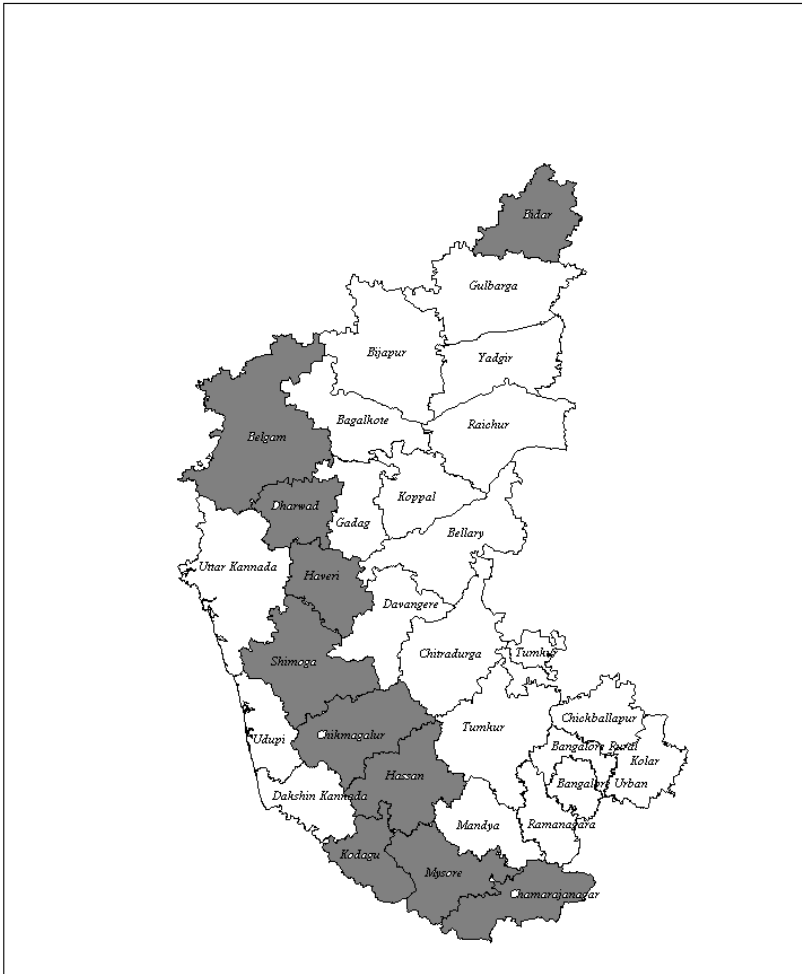 Bidar
Gulbarga
Bijapur
Yadgir
Bagalkote
Raichur
Belgam
Koppal
Dharwad
Gadag
Bellary
Uttar Kannada
Haveri
Davangere
Chitradurga
Tumkur
Shimoga
Chickballapur
Tumkur
Chikmagalur
Udupi
Bangalore Rural
Kolar
Hassan
Bangalore Urban
Dakshin Kannada
Mandya
Ramanagara
Kodagu
Mysore
Chamarajanagar